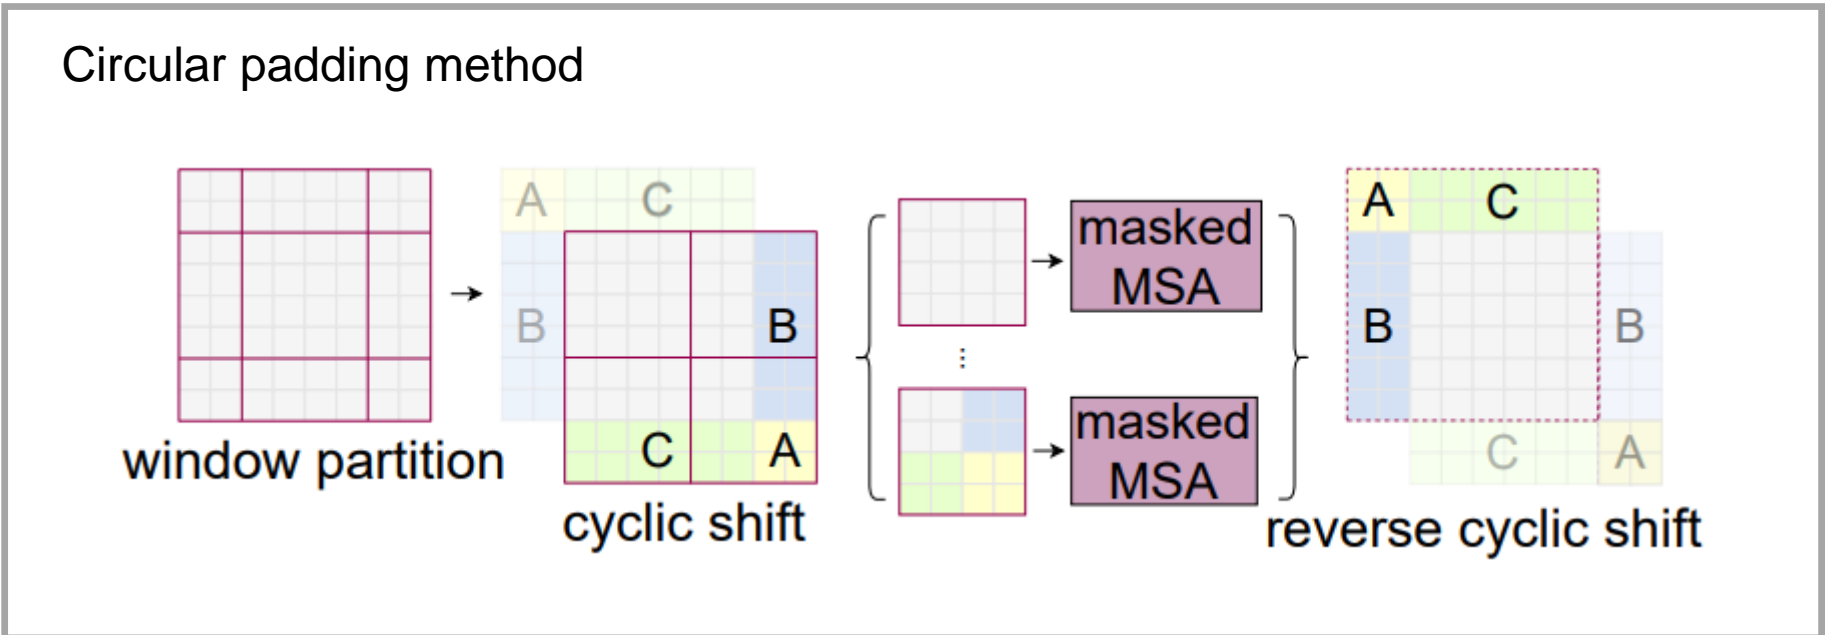 Circular padding method
A C
B
B
C A
window partition
cyclic shift
masked
MSA
...
masked
MSA
A C
B
B
C A
reverse cyclic shift